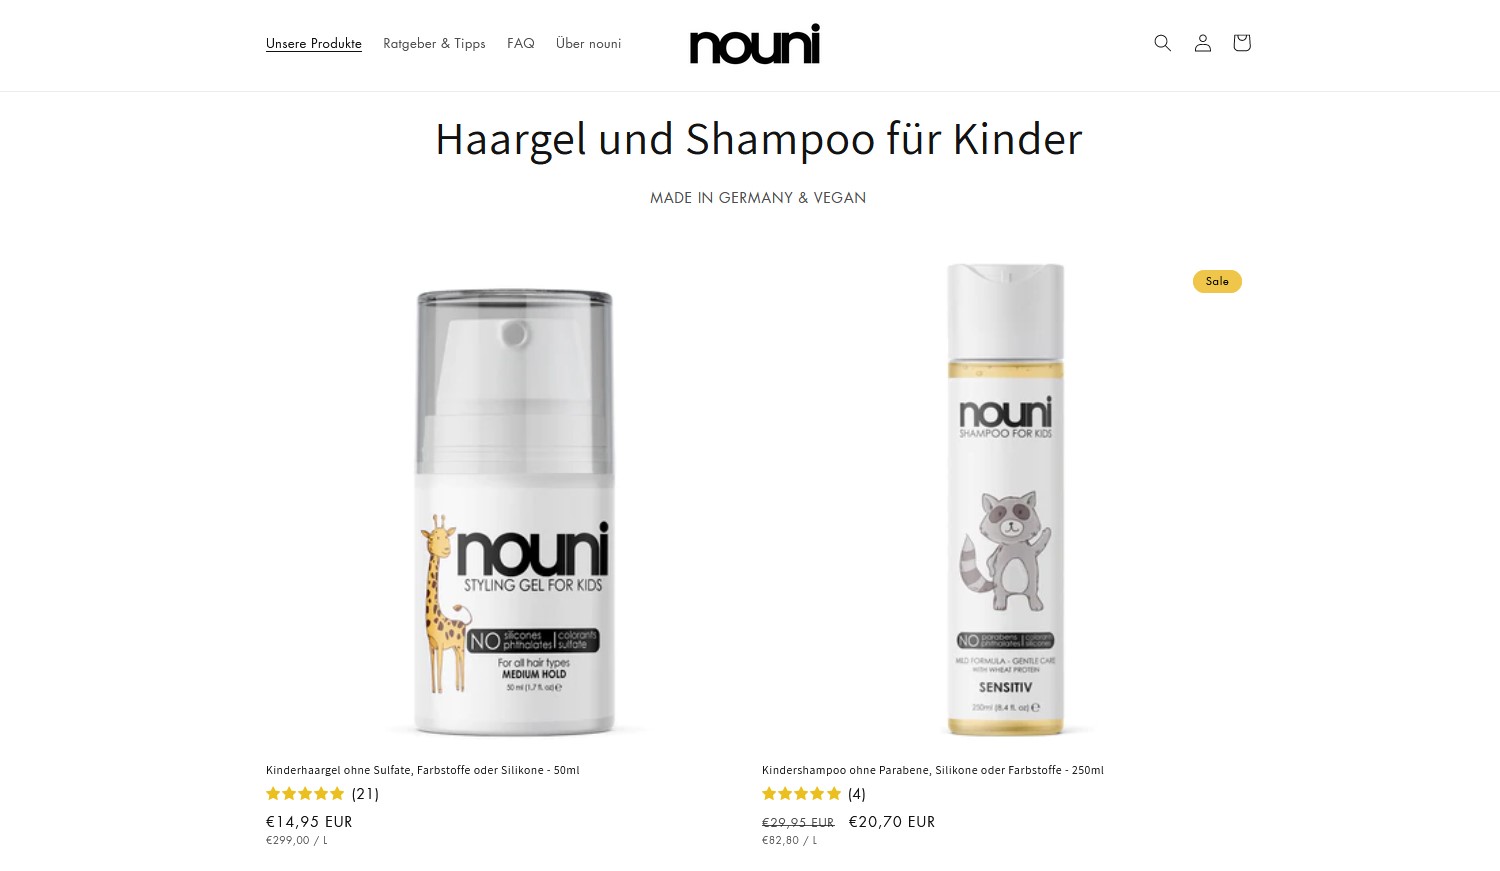 Unsere Produkte Ratgeber & Tipps FAQ Über nouni
nouni
Haargel und Shampoo für Kinder
MADE IN GERMANY & VEGAN
Sale
nouni
STYLING GEL FOR KIDS
NO silicones phthalates | colorants sulfate
For all hair types
MEDIUM HOLD
50 ml (1.7 fl. oz) ℮
nouni
SHAMPOO FOR KIDS
NO parabens phthalates | colorants silicones
MILD FORMULA - GENTLE CARE
WITH WHEAT PROTEIN
SENSITIV
250ml (8.4 fl. oz) ℮
Kinderhaargel ohne Sulfate, Farbstoffe oder Silikone - 50ml
(21)
€14,95 EUR
€299,00 / L
Kindershampoo ohne Parabene, Silikone oder Farbstoffe - 250ml
(4)
€29,95 EUR €20,70 EUR
€82,80 / L